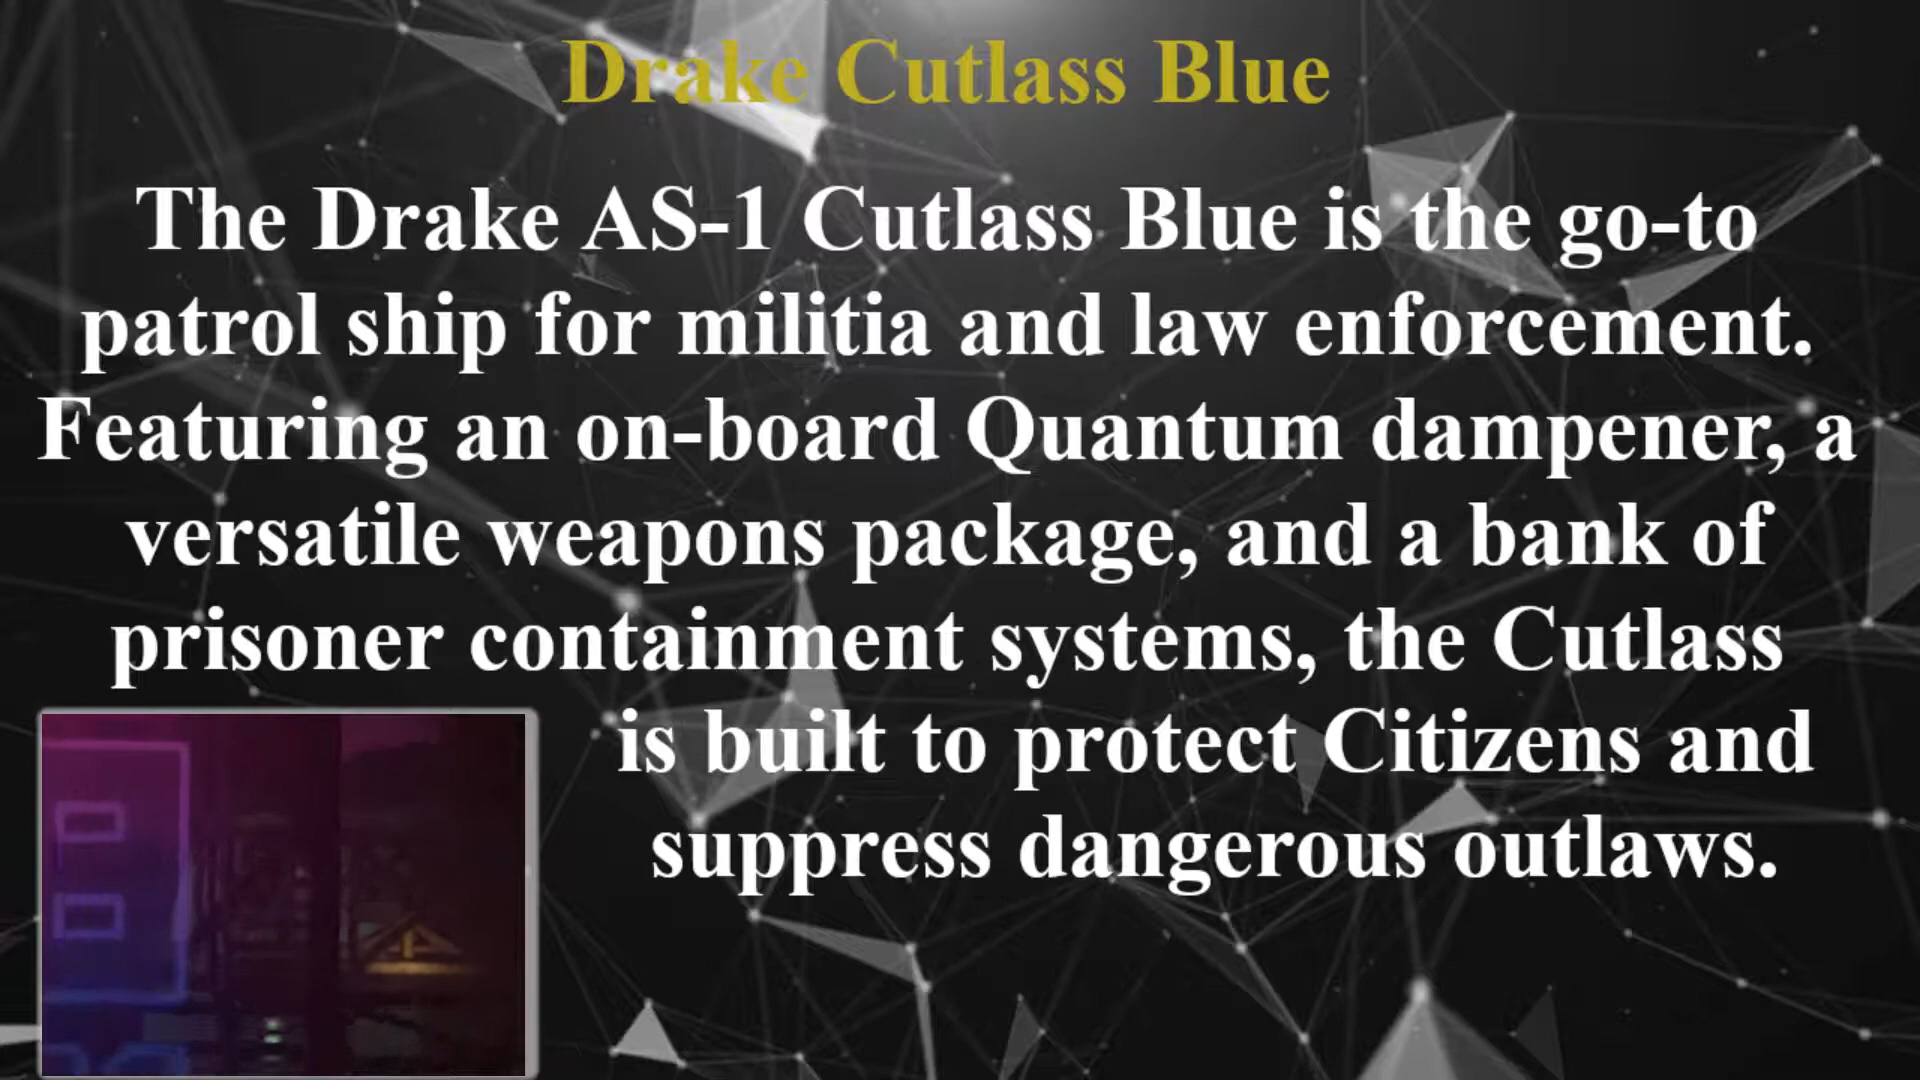 Drake Cutlass Blue
The Drake AS-1 Cutlass Blue is the go-to
patrol ship for militia and law enforcement.
Featuring an on-board Quantum dampener, a
versatile weapons package, and a bank of
prisoner containment systems, the Cutlass
is built to protect Citizens and
suppress dangerous outlaws.